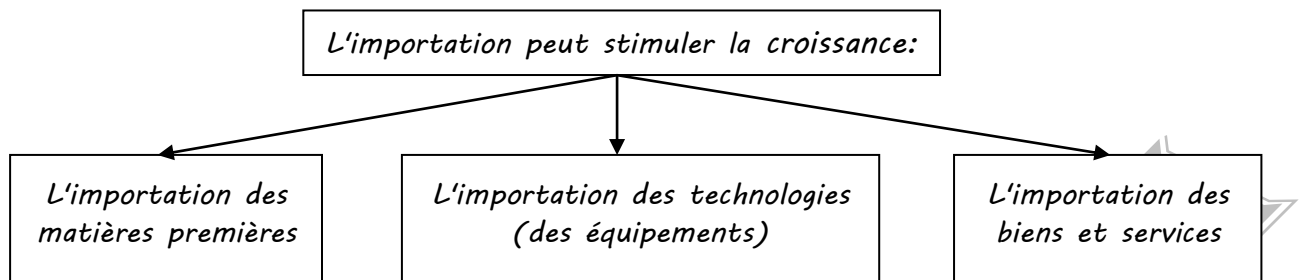 L'importation peut stimuler la croissance:
L'importation des
matières premières
L'importation des technologies
(des équipements)
L'importation des
biens et services